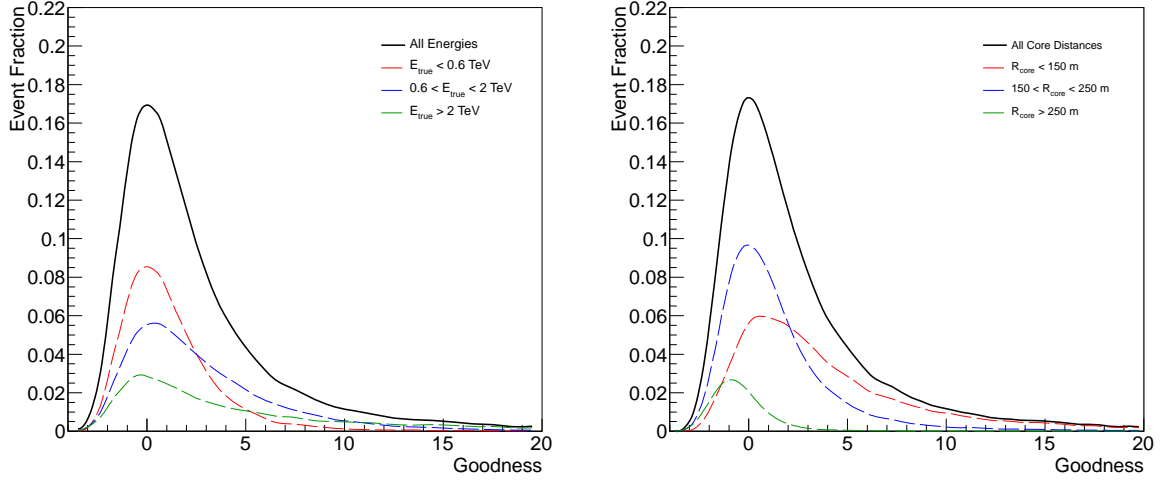 Event Fraction
0.22
0.2
0.18
0.16
0.14
0.12
0.1
0.08
0.06
0.04
0.02
0
All Energies
E_true < 0.6 TeV
0.6 < E_true < 2 TeV
E_true > 2 TeV
0 5 10 15 20
Goodness
Event Fraction
0.22
0.2
0.18
0.16
0.14
0.12
0.1
0.08
0.06
0.04
0.02
0
All Core Distances
R_core < 150 m
150 < R_core < 250 m
R_core > 250 m
0 5 10 15 20
Goodness